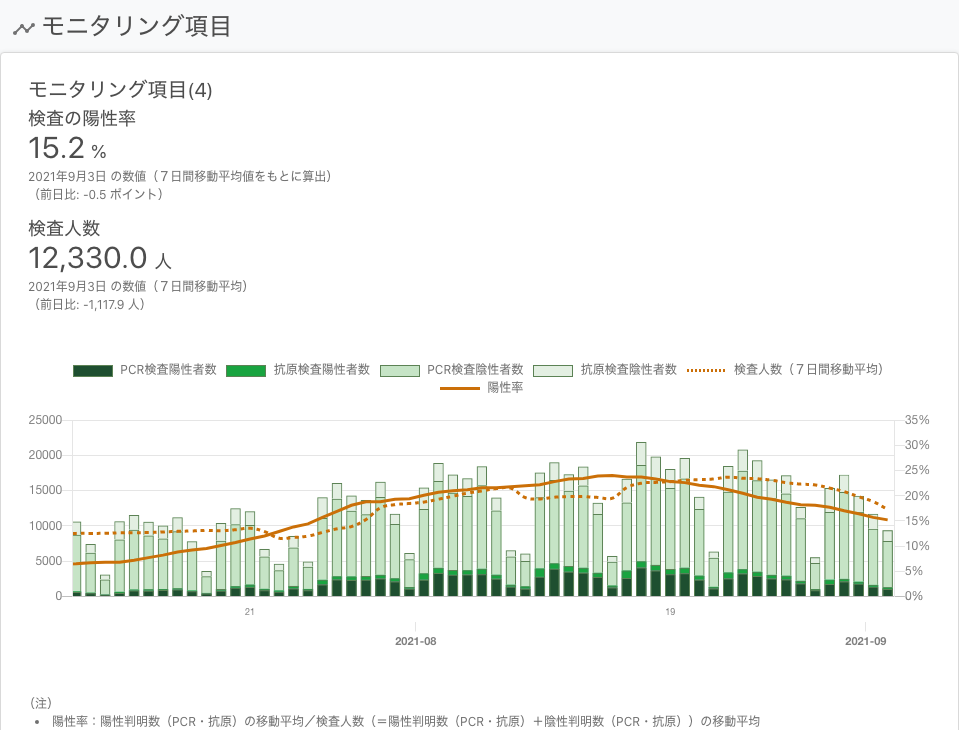 モニタリング項目
モニタリング項目(4)
検査の陽性率
15.2 %
2021年9月3日 の数値（７日間移動平均値をもとに算出）
（前日比: -0.5 ポイント）
検査人数
12,330.0 人
2021年9月3日 の数値（７日間移動平均）
（前日比: -1,117.9 人）
PCR検査陽性者数 抗原検査陽性者数 PCR検査陰性者数 抗原検査陰性者数 検査人数（７日間移動平均）
陽性率
25000 35%
30%
20000
25%
15000 20%
15%
10000
10%
5000 5%
0 0%
21 19
2021-08 2021-09
（注）
• 陽性率：陽性判明数（PCR・抗原）の移動平均／検査人数（＝陽性判明数（PCR・抗原）＋陰性判明数（PCR・抗原））の移動平均